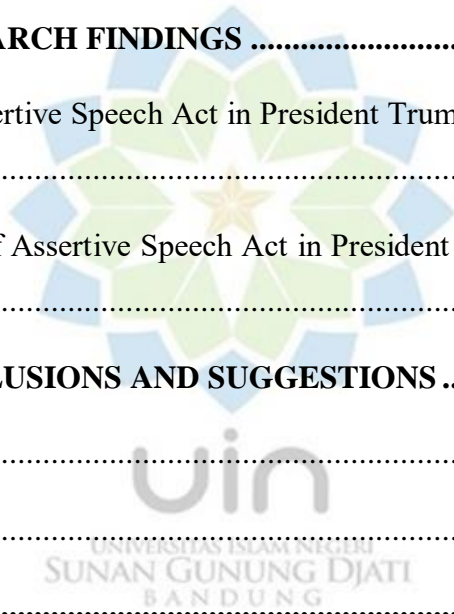 ARCH FINDINGS ........................
ertive Speech Act in President Trum
........................................................
f Assertive Speech Act in President
........................................................
LUSIONS AND SUGGESTIONS ..
........................................................
uin
........................................................
UNIVERSITAS ISLAM NEGERI
SUNAN GUNUNG DJATI
BANDUNG
........................................................